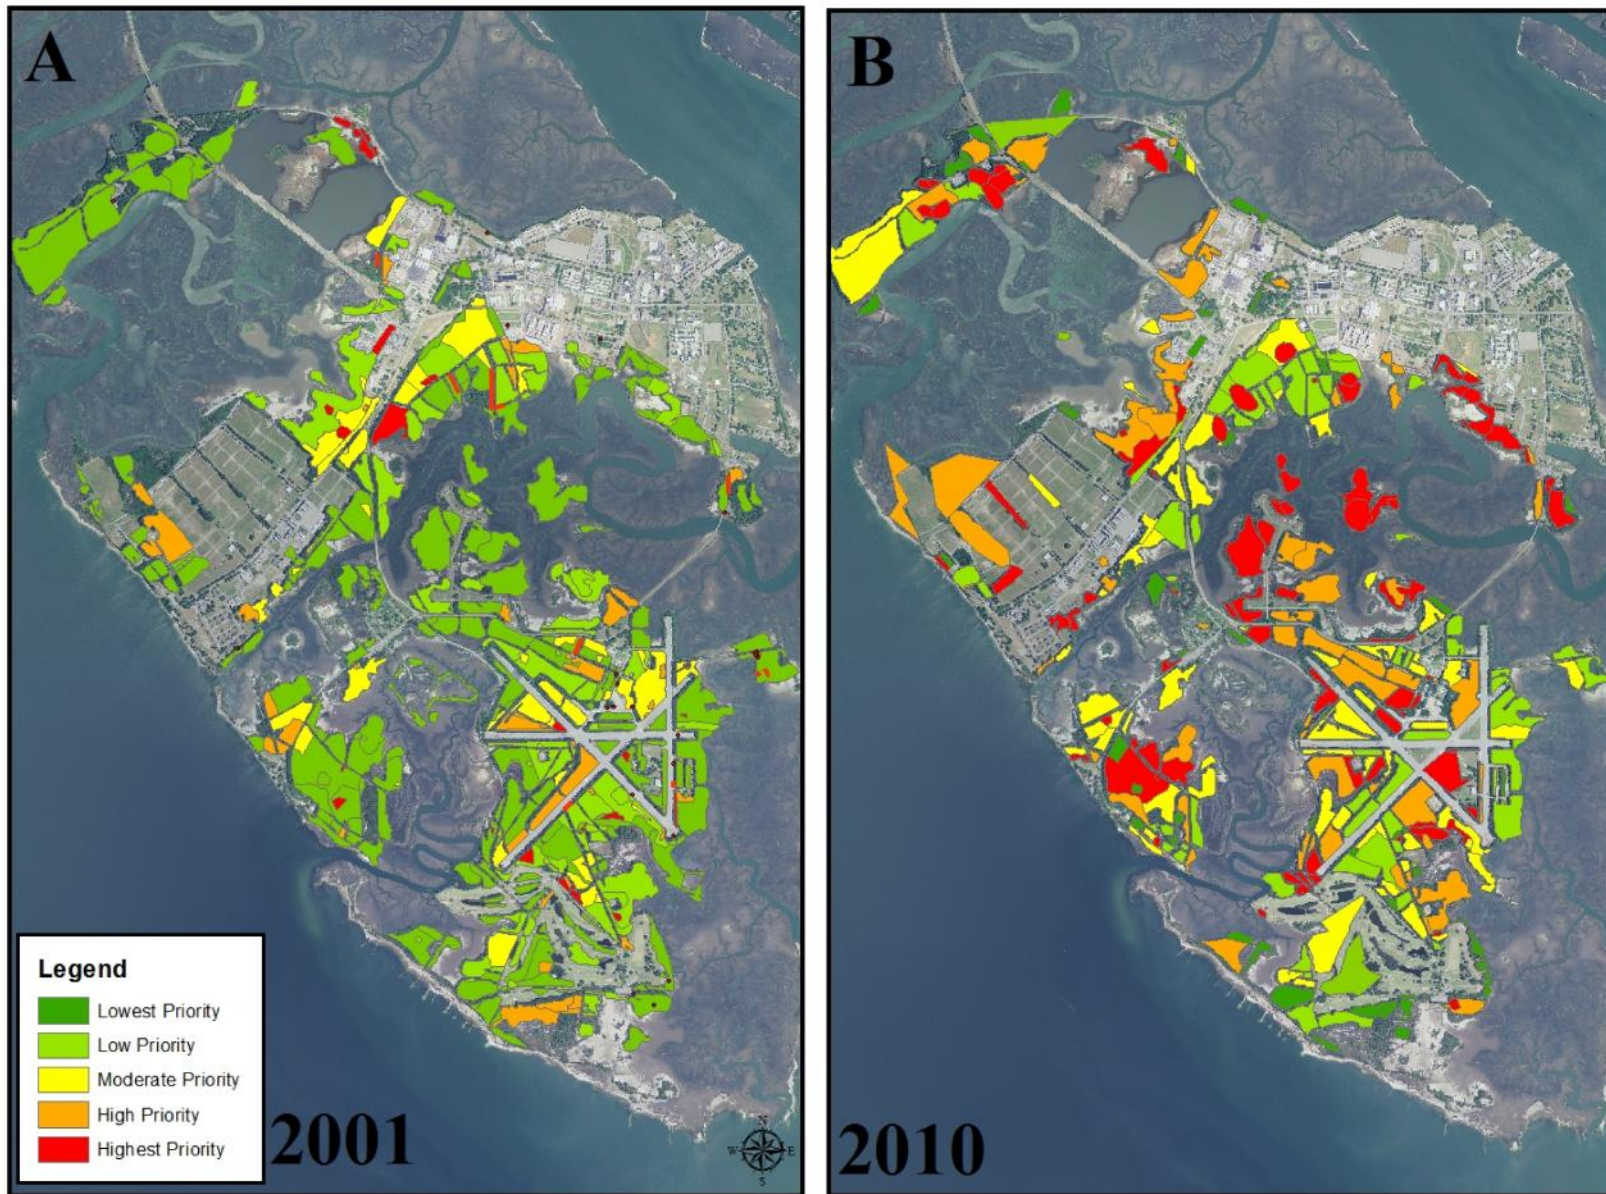 A
B
Legend
Lowest Priority
Low Priority
Moderate Priority
High Priority
Highest Priority
2001
N
W
E
S
2010